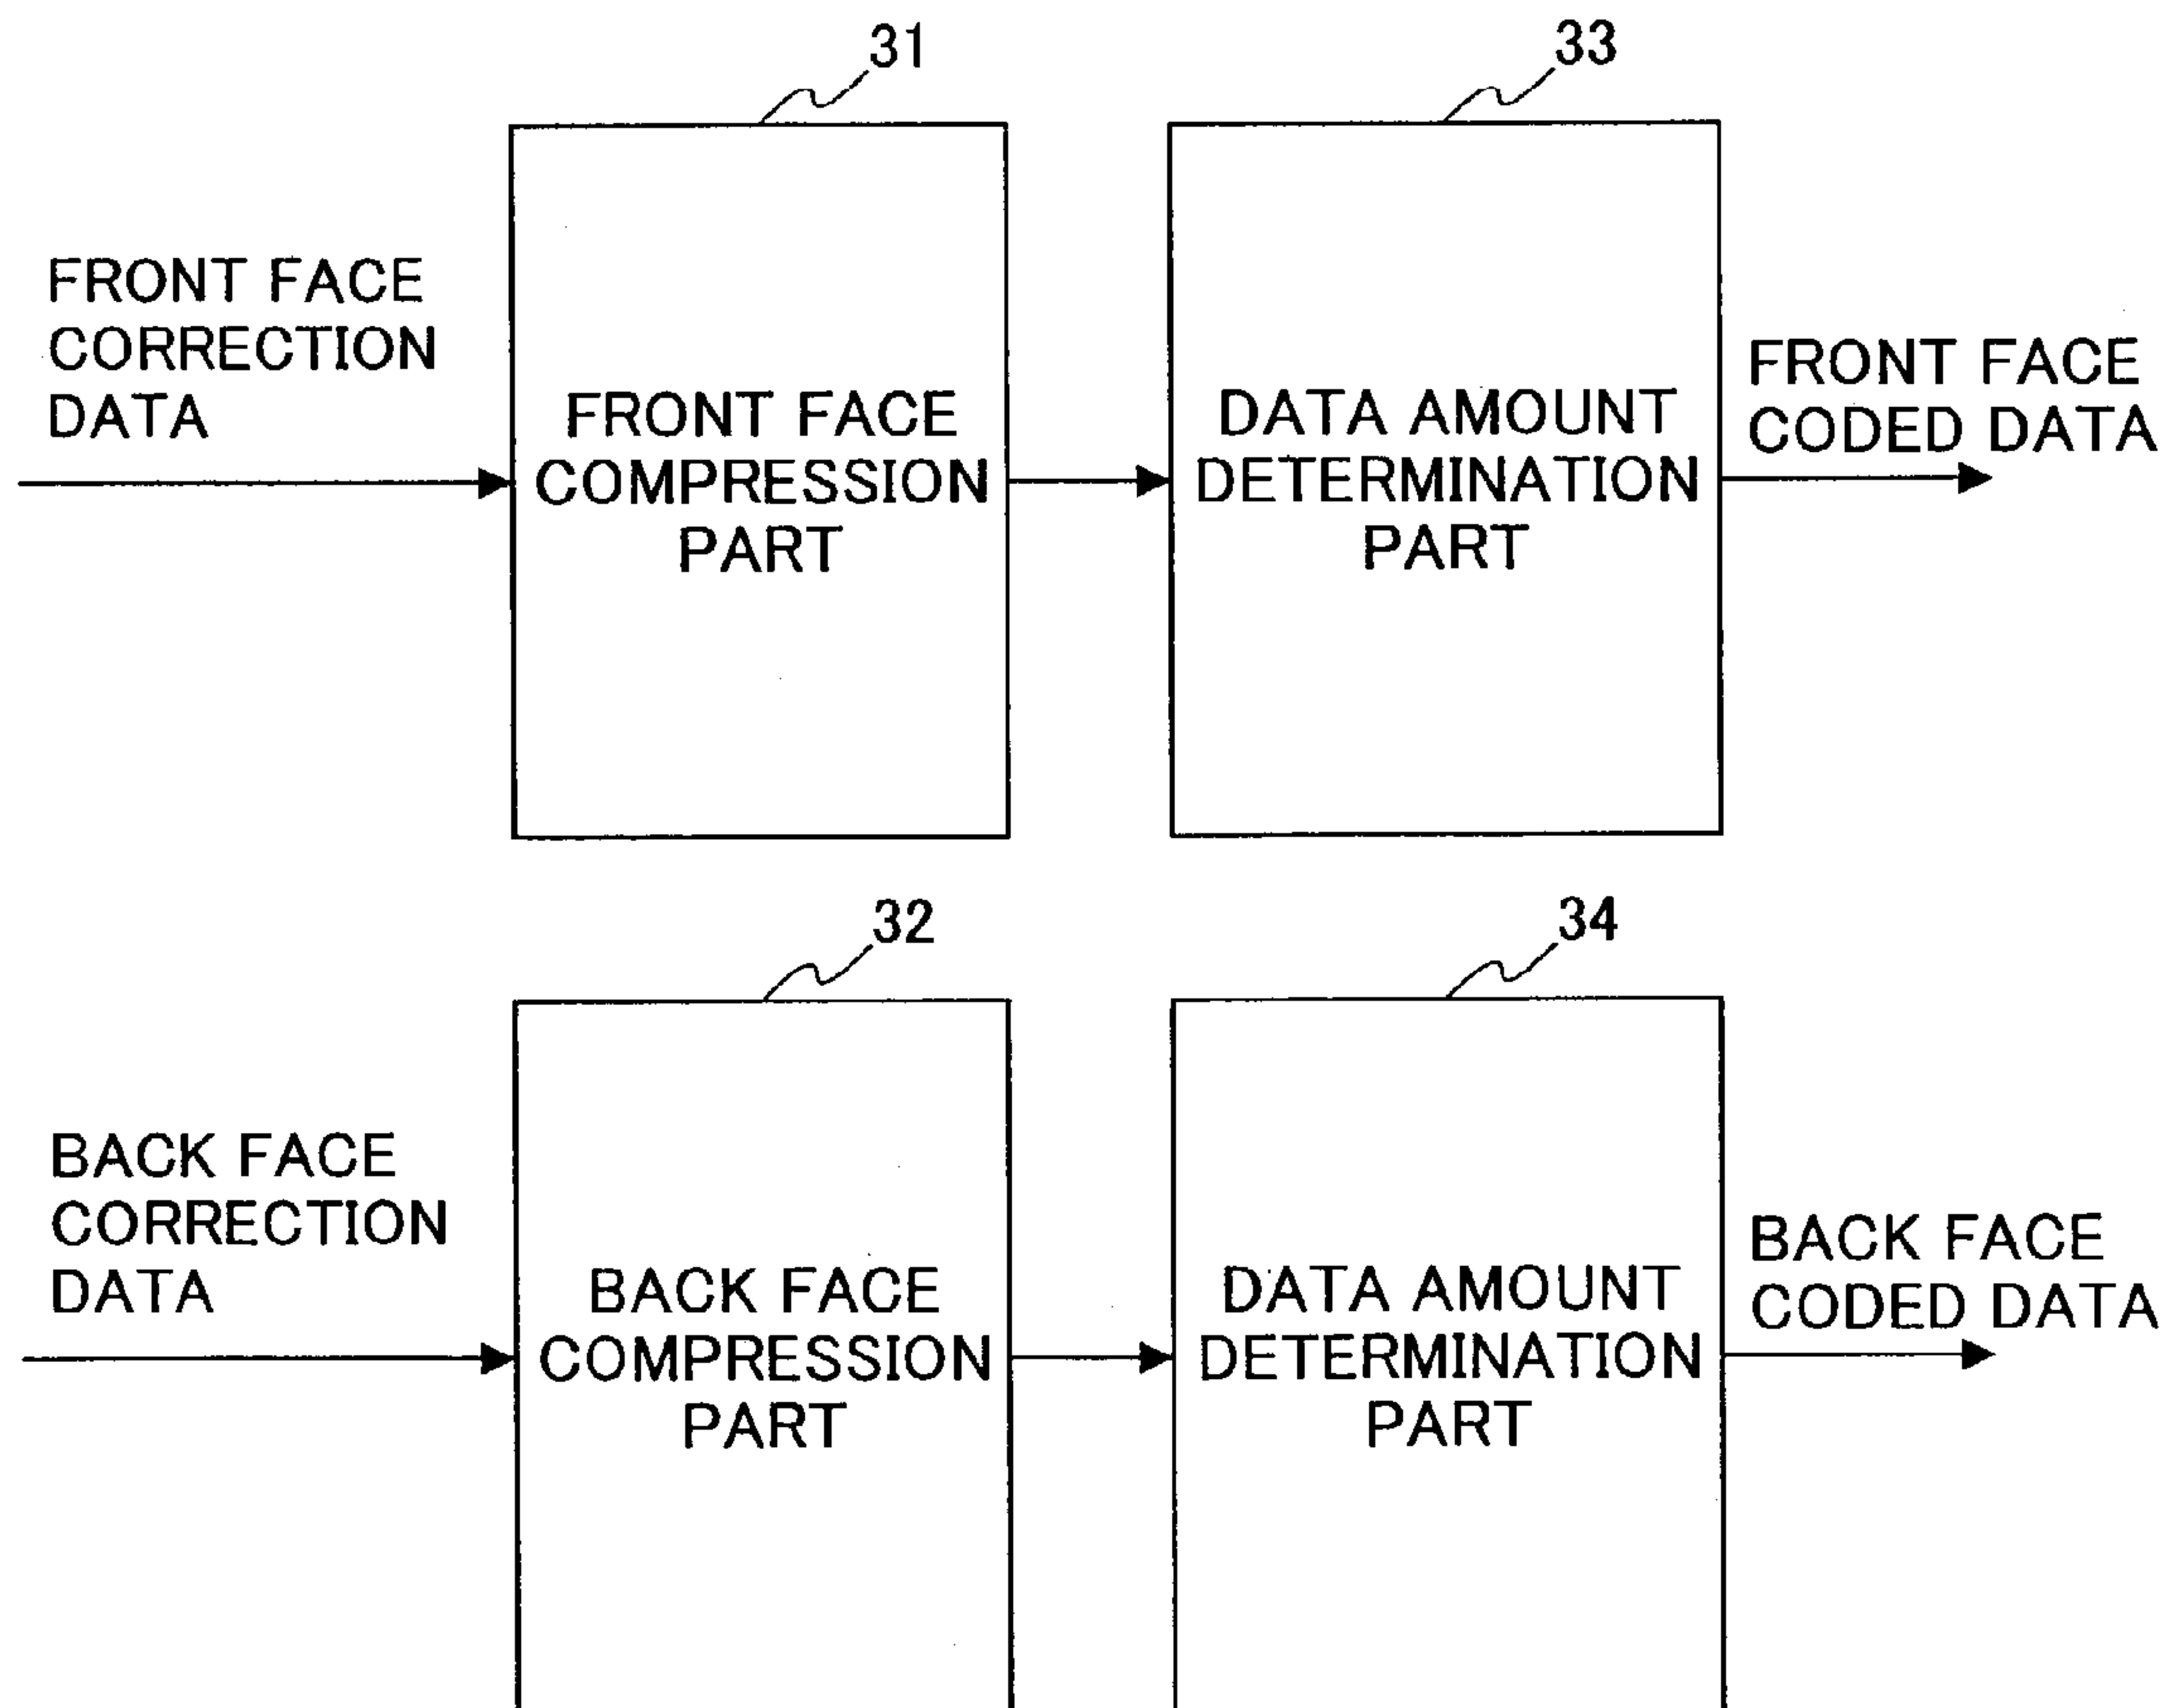 31
33
FRONT FACE
CORRECTION
DATA
FRONT FACE
COMPRESSION
PART
DATA AMOUNT
DETERMINATION
PART
FRONT FACE
CODED DATA
32
34
BACK FACE
CORRECTION
DATA
BACK FACE
COMPRESSION
PART
DATA AMOUNT
DETERMINATION
PART
BACK FACE
CODED DATA